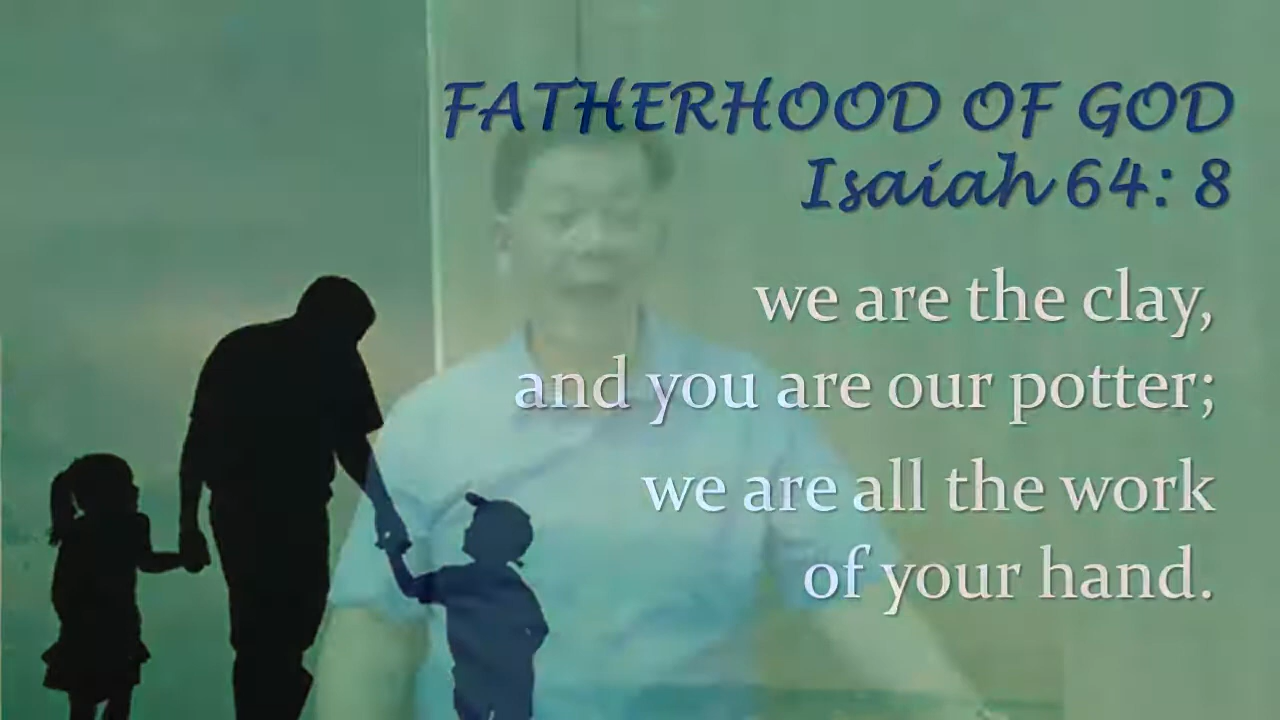 FATHERHOOD OF GOD
Isaiah 64: 8
we are the clay,
and you are our potter;
we are all the work
of your hand.